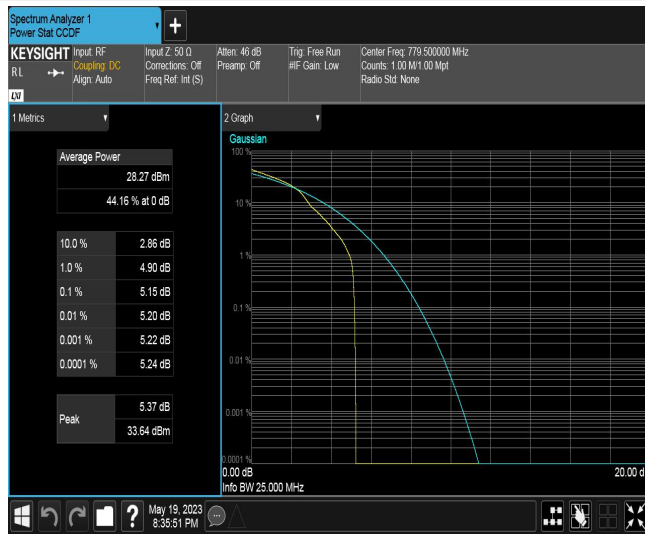 Spectrum Analyzer 1
Power Stat CCDF
KEYSIGHT
RL
LXI
Input: RF
Coupling: DC
Align: Auto
Input Z: 50 Ω
Corrections: Off
Freq Ref: Int (S)
Atten: 46 dB
Preamp: Off
Trig: Free Run
#IF Gain: Low
Center Freq: 779.500000 MHz
Counts: 1.00 M/1.00 Mpt
Radio Std: None
1 Metrics
Average Power
28.27 dBm
44.16 % at 0 dB
10.0 % 2.86 dB
1.0 % 4.90 dB
0.1 % 5.15 dB
0.01 % 5.20 dB
0.001 % 5.22 dB
0.0001 % 5.24 dB
Peak
5.37 dB
33.64 dBm
2 Graph
Gaussian
100 %
10 %
1 %
0.1 %
0.01 %
0.001 %
0.0001 %
0.00 dB
20.00 d
Info BW 25.000 MHz
?
May 19, 2023
8:35:51 PM